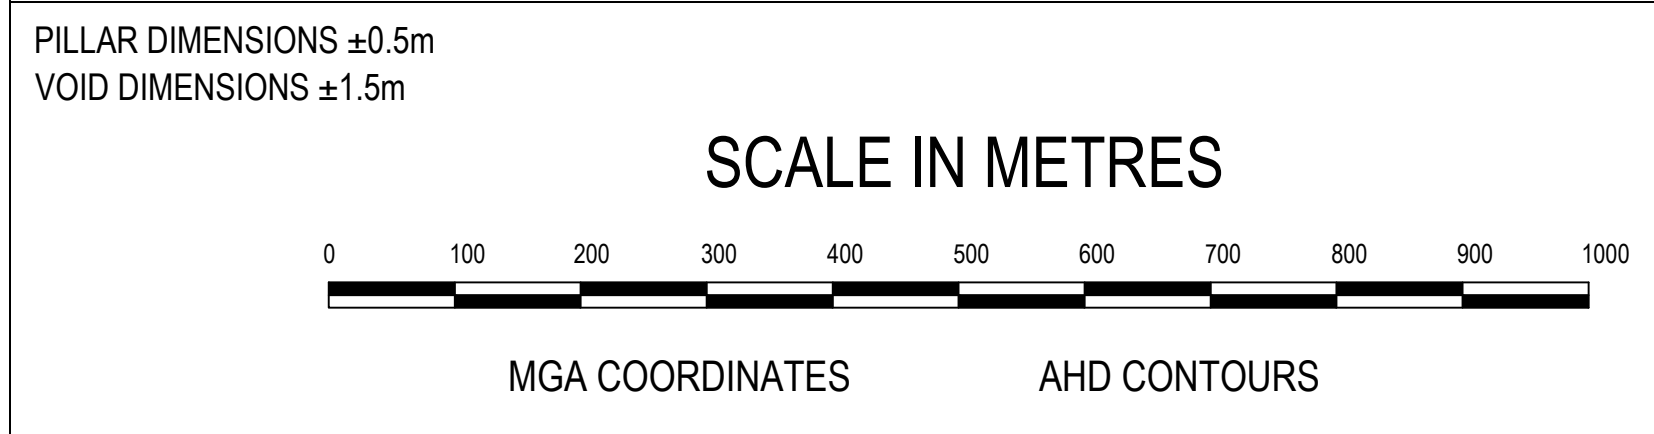 PILLAR DIMENSIONS ±0.5m
VOID DIMENSIONS ±1.5m
SCALE IN METRES
0 100 200 300 400 500 600 700 800 900 1000
MGA COORDINATES AHD CONTOURS